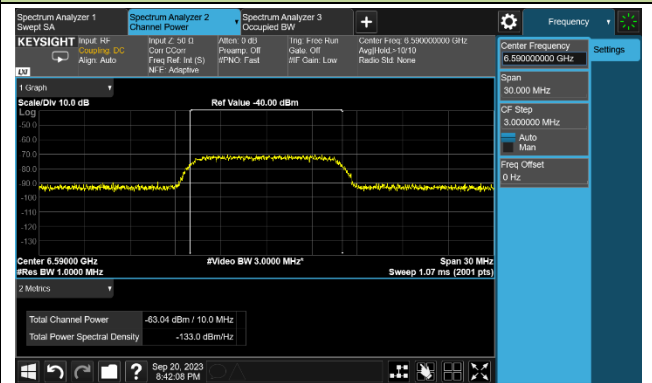 Spectrum Analyzer 1
Swept SA
Spectrum Analyzer 2
Channel Power
Spectrum Analyzer 3
Occupied BW
Frequency
KEYSIGHT
Input: RF
Coupling: DC
Align: Auto
Input Z: 50 Ω
Corr CCorr
Freq Ref: Int (S)
NFE: Adaptive
Atten: 0 dB
Preamp: Off
#PNO: Fast
Trig: Free Run
Gate: Off
#IF Gain: Low
Center Freq: 6.590000000 GHz
Avg|Hold:>10/10
Radio Std: None
LXI
Center Frequency
6.590000000 GHz
Settings
Span
30.000 MHz
CF Step
3.000000 MHz
Auto
Man
Freq Offset
0 Hz
1 Graph
Scale/Div 10.0 dB
Ref Value -40.00 dBm
Log
-50.0
-60.0
-70.0
-80.0
-90.0
-100
-110
-120
-130
Center 6.59000 GHz
#Video BW 3.0000 MHz*
Span 30 MHz
#Res BW 1.0000 MHz
Sweep 1.07 ms (2001 pts)
2 Metrics
Total Channel Power
-63.04 dBm / 10.0 MHz
Total Power Spectral Density
-133.0 dBm/Hz
Sep 20, 2023
8:42:08 PM